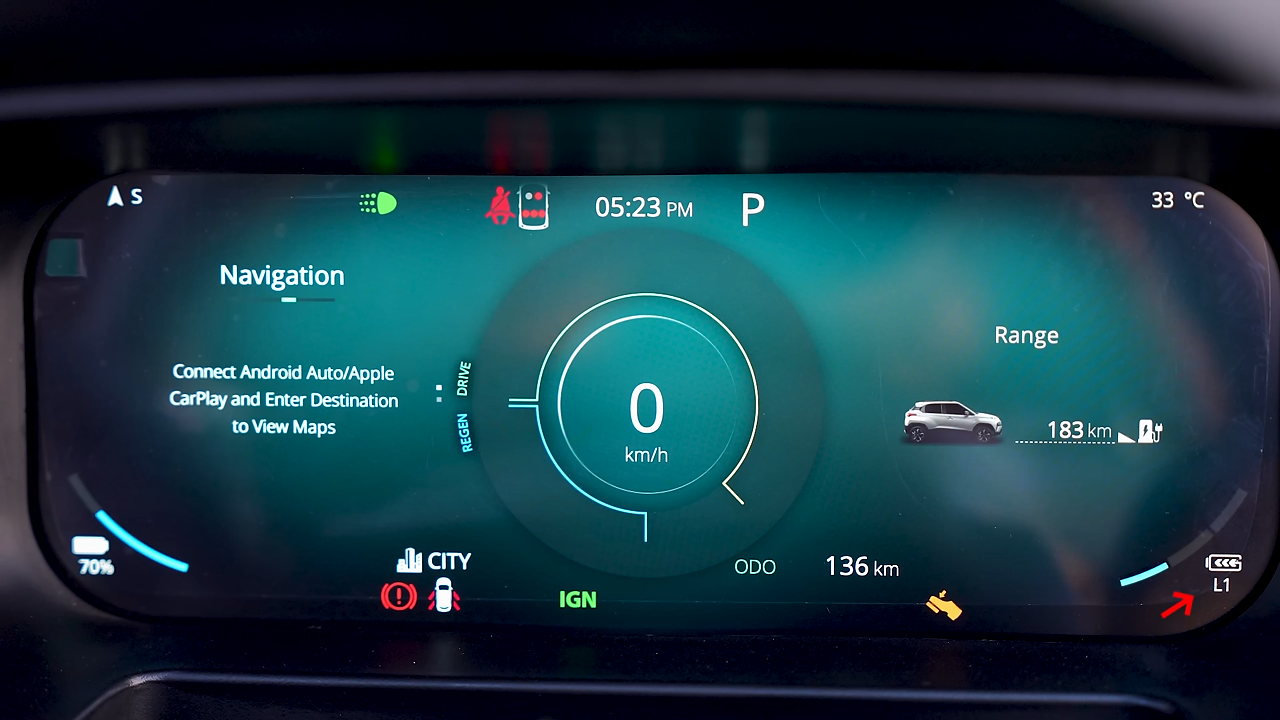 S
05:23 PM
P
33 °C
Navigation
Connect Android Auto/Apple
CarPlay and Enter Destination
to View Maps
DRIVE
REGEN
0
km/h
Range
183 km
70%
CITY
IGN
ODO 136 km
L1